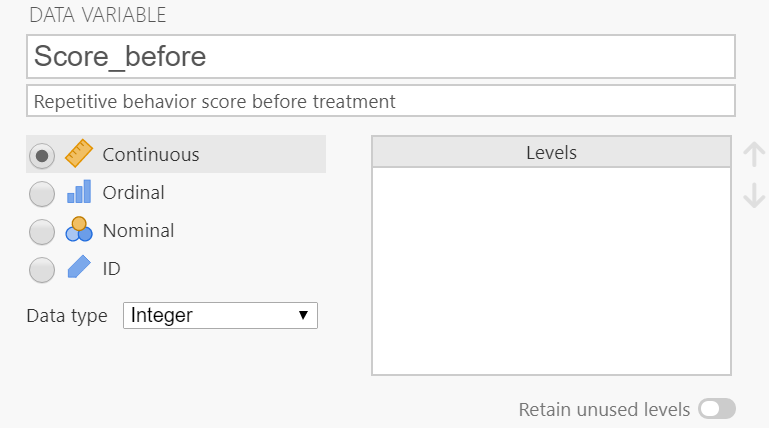 DATA VARIABLE
Score_before
Repetitive behavior score before treatment
Continuous
Ordinal
Nominal
ID
Data type Integer
Levels
Retain unused levels